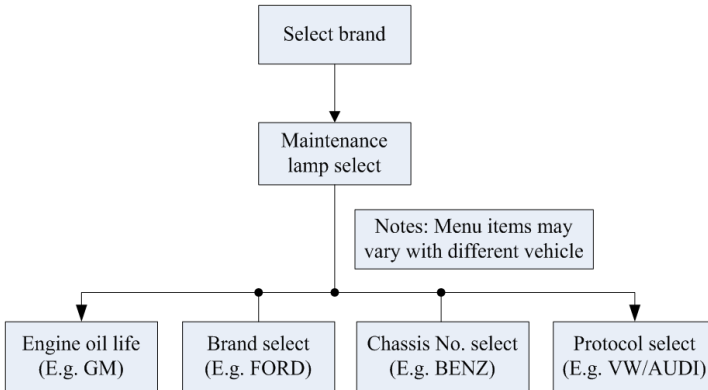 Select brand
Maintenance
lamp select
Notes: Menu items may
vary with different vehicle
Engine oil life
(E.g. GM)
Brand select
(E.g. FORD)
Chassis No. select
(E.g. BENZ)
Protocol select
(E.g. VW/AUDI)